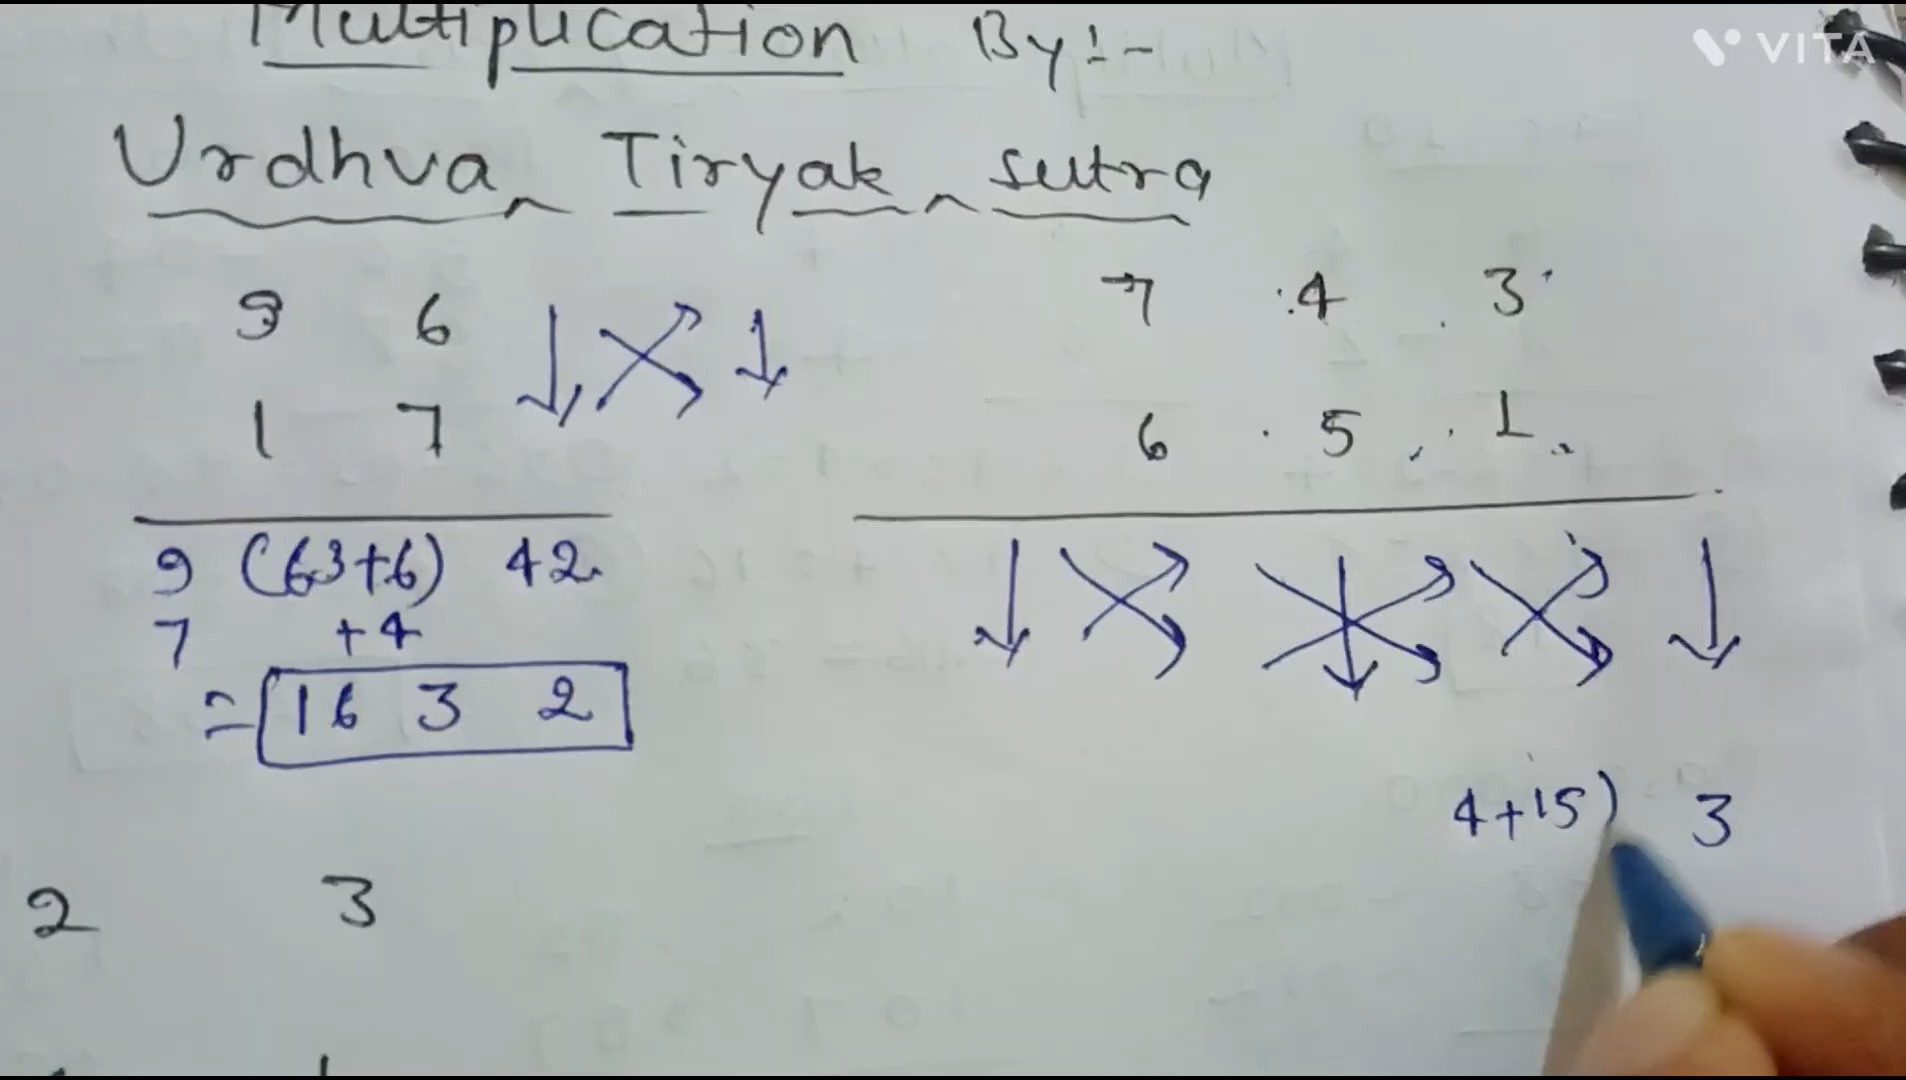 Multiplication By:-
VITA
Urdhva Tiryak sutra
9 6
1 7
9 (63+6) 42
7 +4
= 16 3 2
7 4 3
6 5 1
4+15) 3
2 3